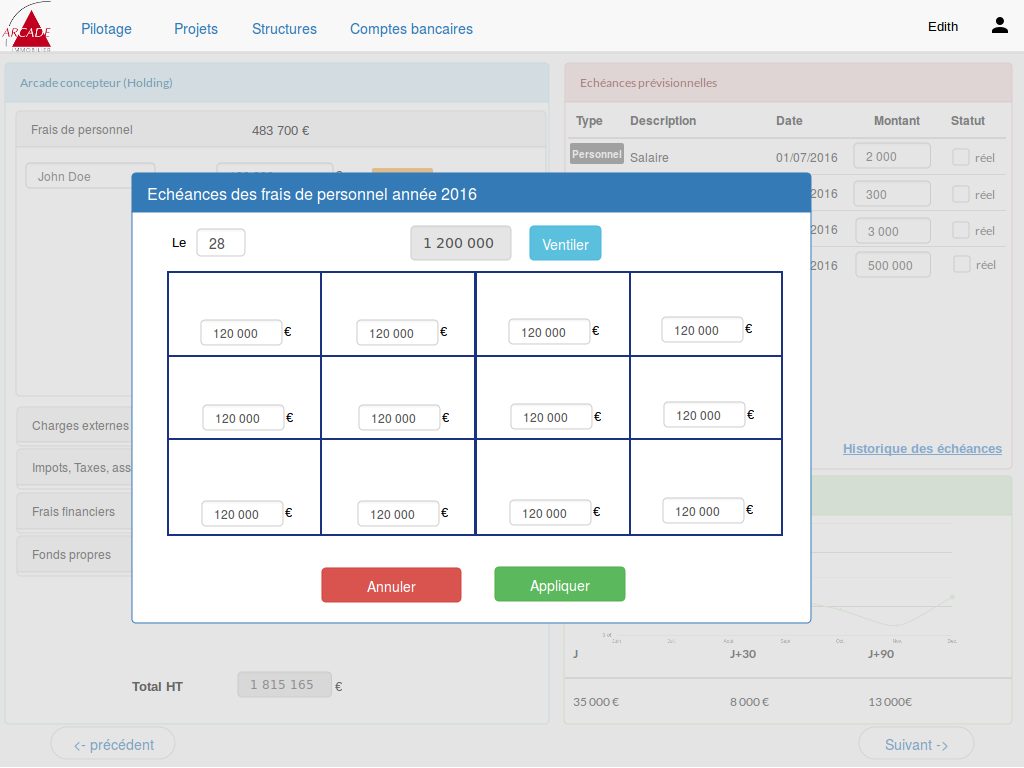 ARCADE
IMMOBILIER
Pilotage Projets Structures Comptes bancaires Edith
Arcade concepteur (Holding)
Frais de personnel 483 700 €
John Doe
Echéances prévisionnelles
Type Description Date Montant Statut
Personnel Salaire 01/07/2016 2 000 réel
2016 300 réel
2016 3 000 réel
2016 500 000 réel
Echéances des frais de personnel année 2016
Le 28 1 200 000 Ventiler
120 000 € 120 000 € 120 000 € 120 000 €
120 000 € 120 000 € 120 000 € 120 000 €
120 000 € 120 000 € 120 000 € 120 000 €
Annuler Appliquer
Charges externes
Impots, Taxes, ass
Frais financiers
Fonds propres
Historique des échéances
Total HT 1 815 165 €
J J+30 J+90
35 000 € 8 000 € 13 000€
<- précédent Suivant ->